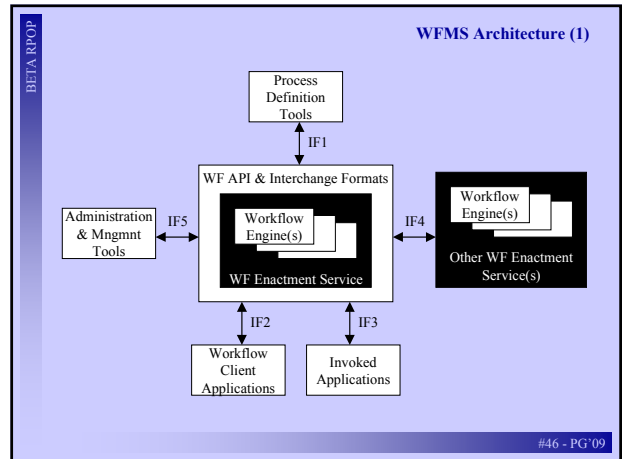 BETA RPOP
WFMS Architecture (1)
Process
Definition
Tools
IF1
WF API & Interchange Formats
Workflow
Engine(s)
WF Enactment Service
Administration
& Mngmnt
Tools
IF5
IF4
Workflow
Engine(s)
Other WF Enactment
Service(s)
IF2
IF3
Workflow
Client
Applications
Invoked
Applications
#46 - PG'09